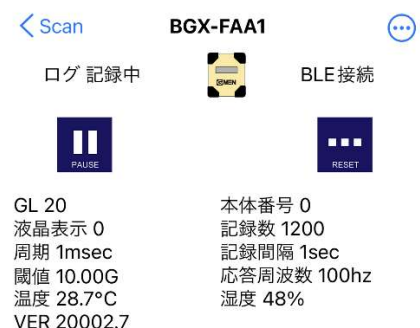 Scan
BGX-FAA1
ログ 記録中
GMEN
BLE接続
PAUSE
RESET
GL 20
液晶表示 0
周期 1msec
閾値 10.00G
温度 28.7°C
VER 20002.7
本体番号 0
記録数 1200
記録間隔 1sec
応答周波数 100hz
湿度 48%